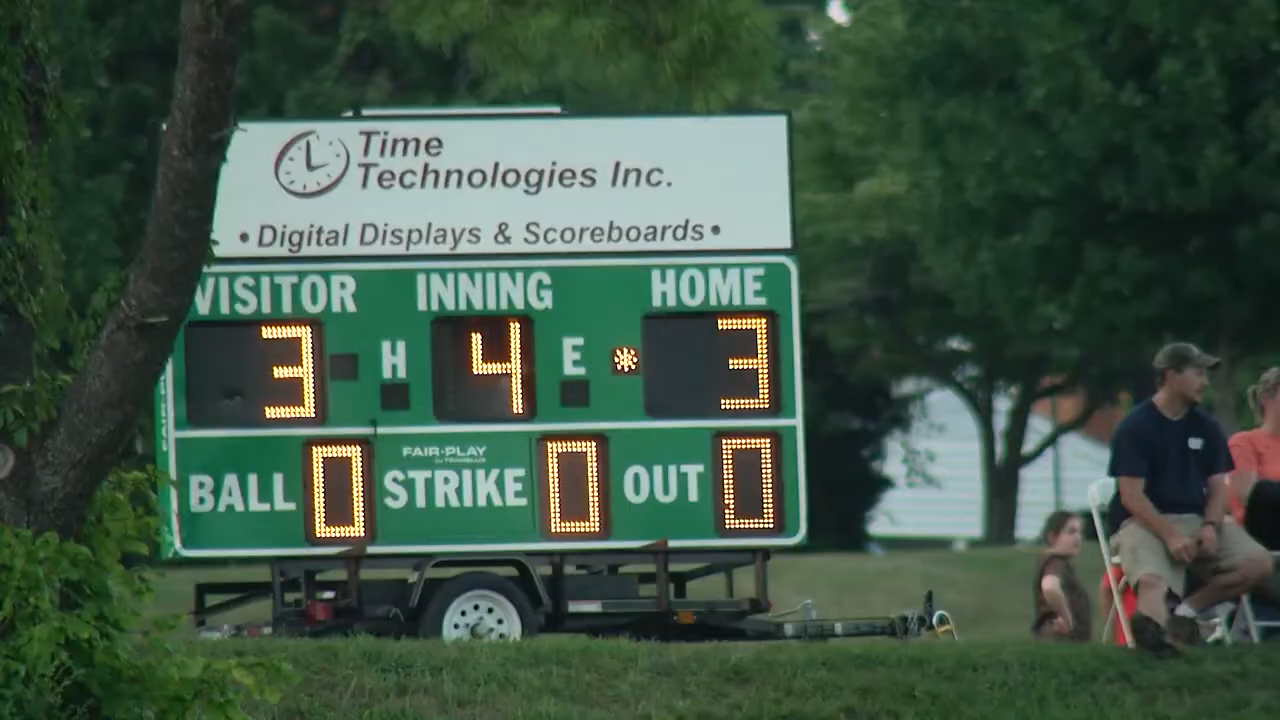 Time
Technologies Inc.
• Digital Displays & Scoreboards •
VISITOR INNING HOME
3 H 4 E * 3
FAIR-PLAY
BALL 0 STRIKE 0 OUT 0